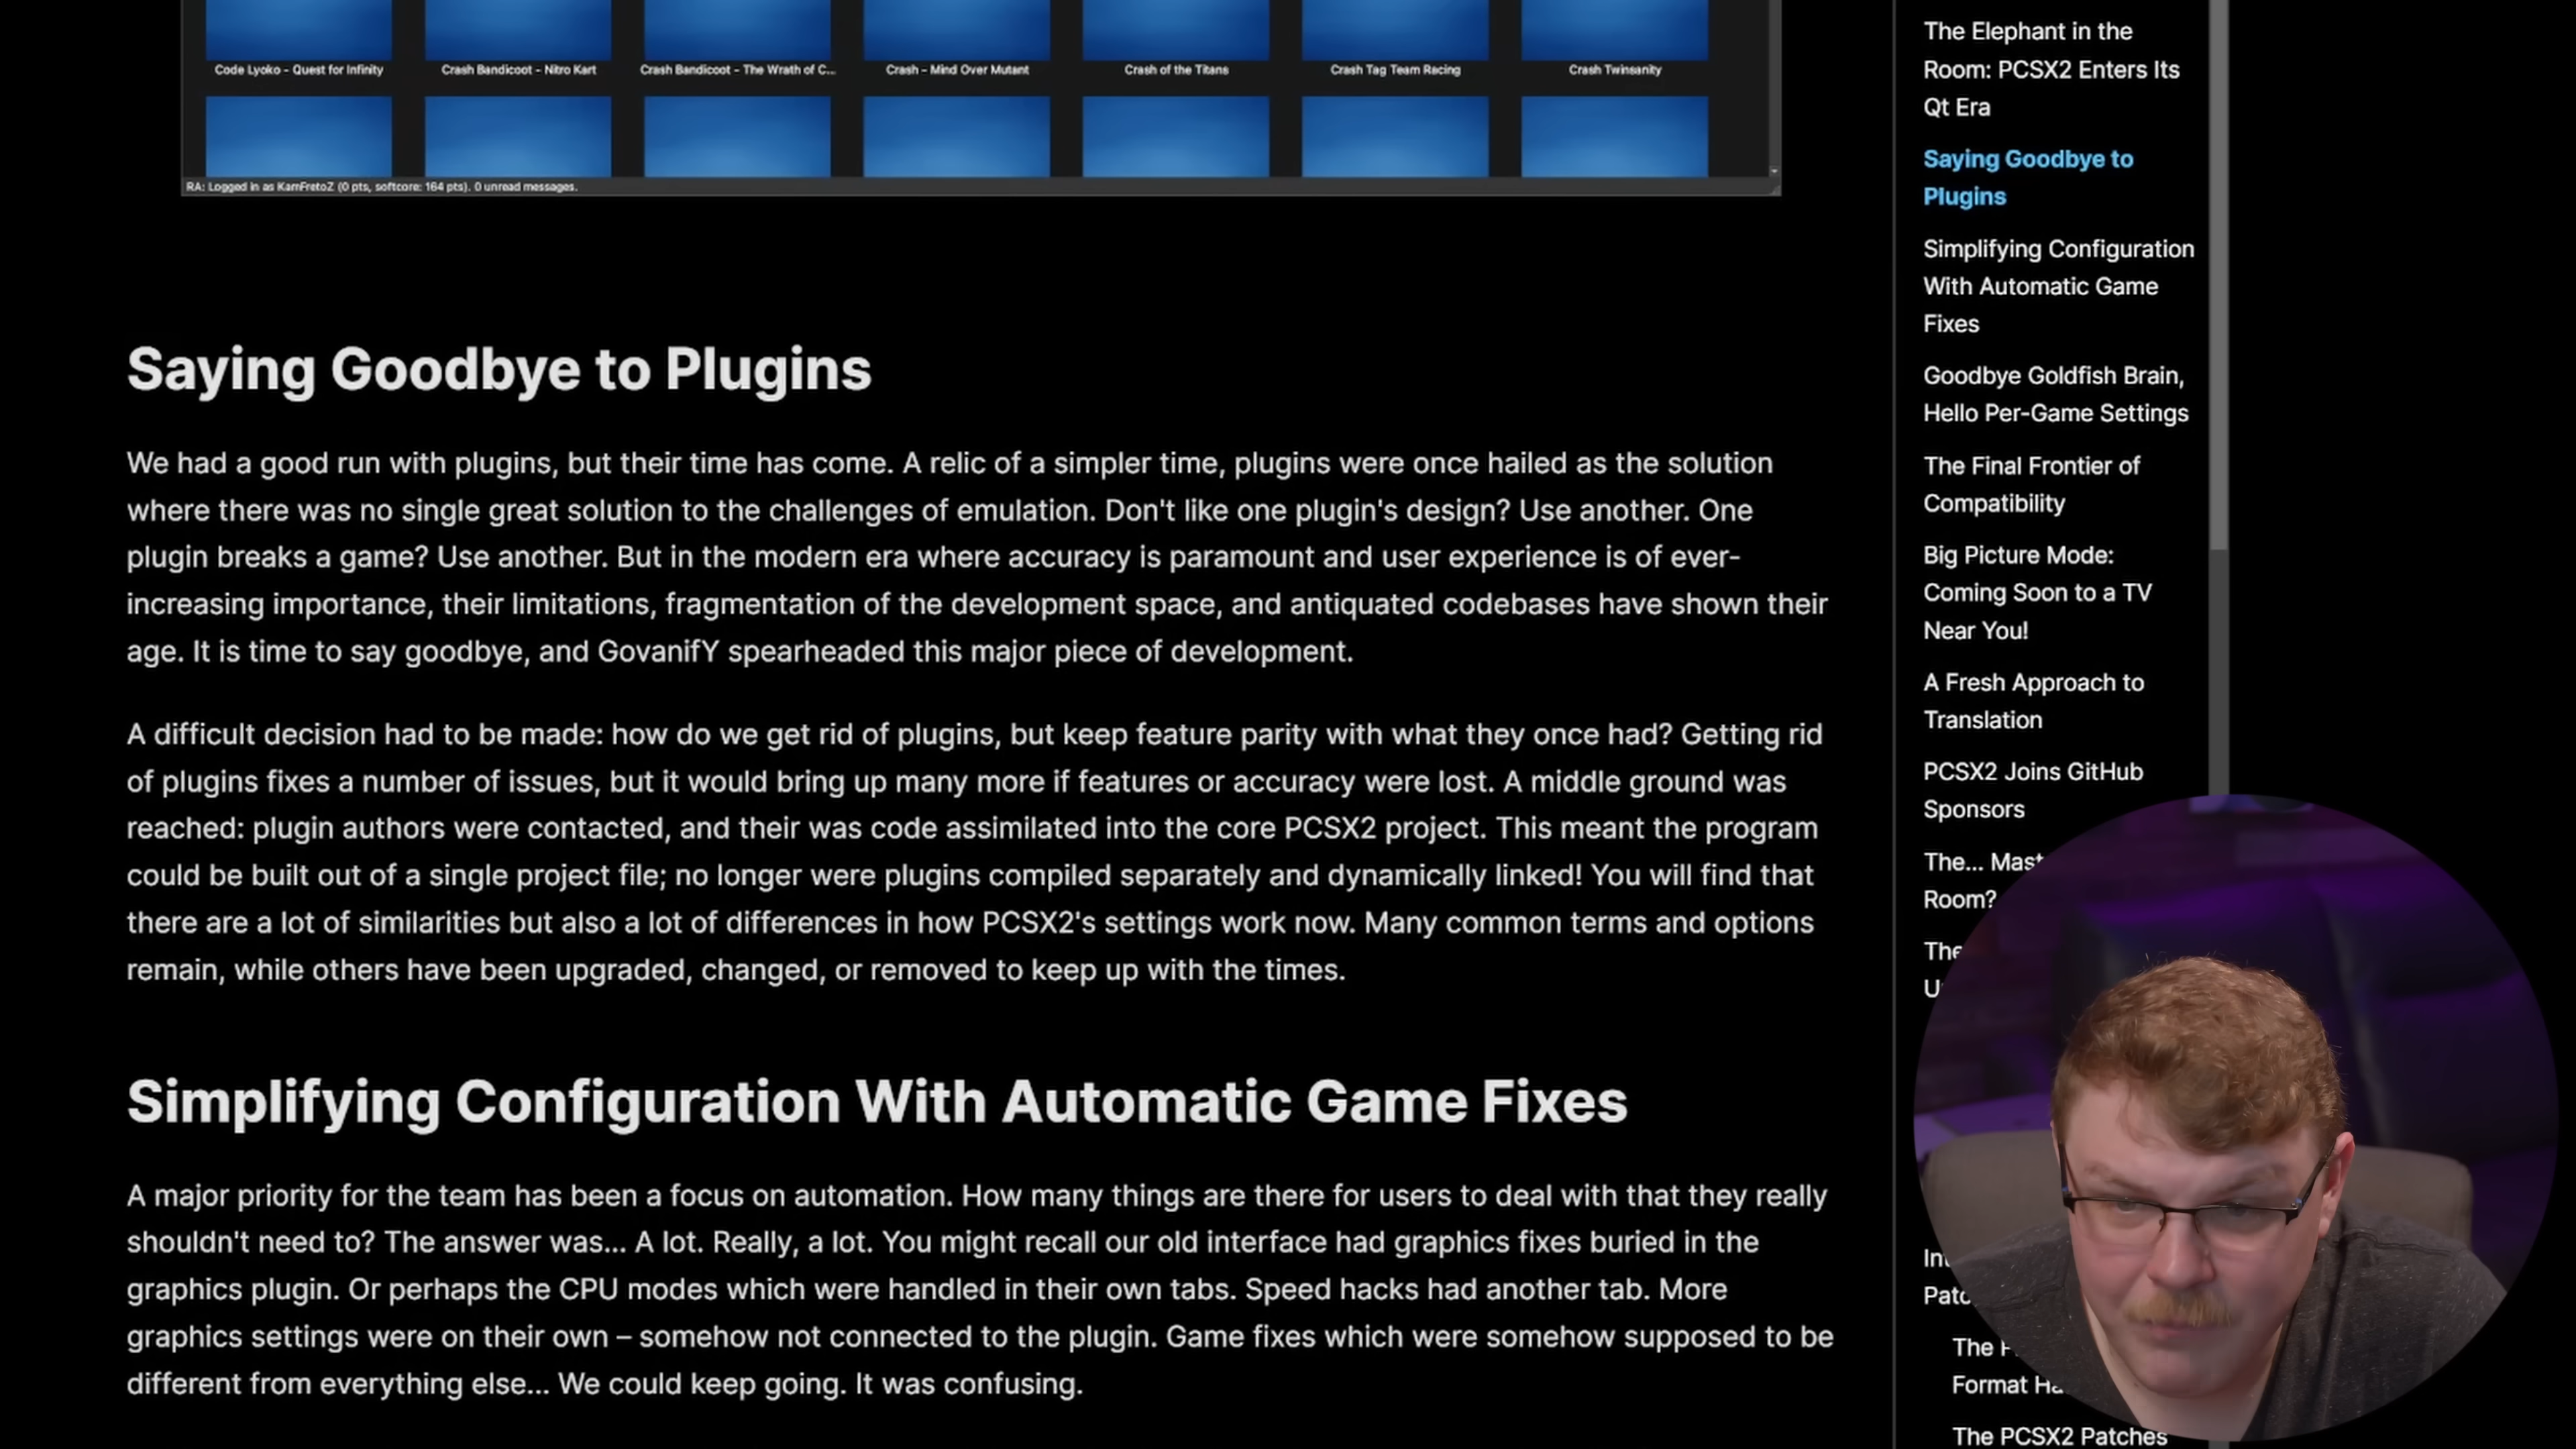 Code Lyoko - Quest for Infinity
Crash Bandicoot - Nitro Kart
Crash Bandicoot - The Wrath of C...
Crash - Mind Over Mutant
Crash of the Titans
Crash Tag Team Racing
Crash Twinsanity
RA: Logged in as KamFretoZ (0 pts, softcore: 164 pts). 0 unread messages.
Saying Goodbye to Plugins
We had a good run with plugins, but their time has come. A relic of a simpler time, plugins were once hailed as the solution
where there was no single great solution to the challenges of emulation. Don't like one plugin's design? Use another. One
plugin breaks a game? Use another. But in the modern era where accuracy is paramount and user experience is of ever-
increasing importance, their limitations, fragmentation of the development space, and antiquated codebases have shown their
age. It is time to say goodbye, and GovanifY spearheaded this major piece of development.
A difficult decision had to be made: how do we get rid of plugins, but keep feature parity with what they once had? Getting rid
of plugins fixes a number of issues, but it would bring up many more if features or accuracy were lost. A middle ground was
reached: plugin authors were contacted, and their was code assimilated into the core PCSX2 project. This meant the program
could be built out of a single project file; no longer were plugins compiled separately and dynamically linked! You will find that
there are a lot of similarities but also a lot of differences in how PCSX2's settings work now. Many common terms and options
remain, while others have been upgraded, changed, or removed to keep up with the times.
Simplifying Configuration With Automatic Game Fixes
A major priority for the team has been a focus on automation. How many things are there for users to deal with that they really
shouldn't need to? The answer was... A lot. Really, a lot. You might recall our old interface had graphics fixes buried in the
graphics plugin. Or perhaps the CPU modes which were handled in their own tabs. Speed hacks had another tab. More
graphics settings were on their own – somehow not connected to the plugin. Game fixes which were somehow supposed to be
different from everything else... We could keep going. It was confusing.
The Elephant in the
Room: PCSX2 Enters Its
Qt Era
Saying Goodbye to
Plugins
Simplifying Configuration
With Automatic Game
Fixes
Goodbye Goldfish Brain,
Hello Per-Game Settings
The Final Frontier of
Compatibility
Big Picture Mode:
Coming Soon to a TV
Near You!
A Fresh Approach to
Translation
PCSX2 Joins GitHub
Sponsors
The...
Room?
The
Format
The PCSX2 Patches